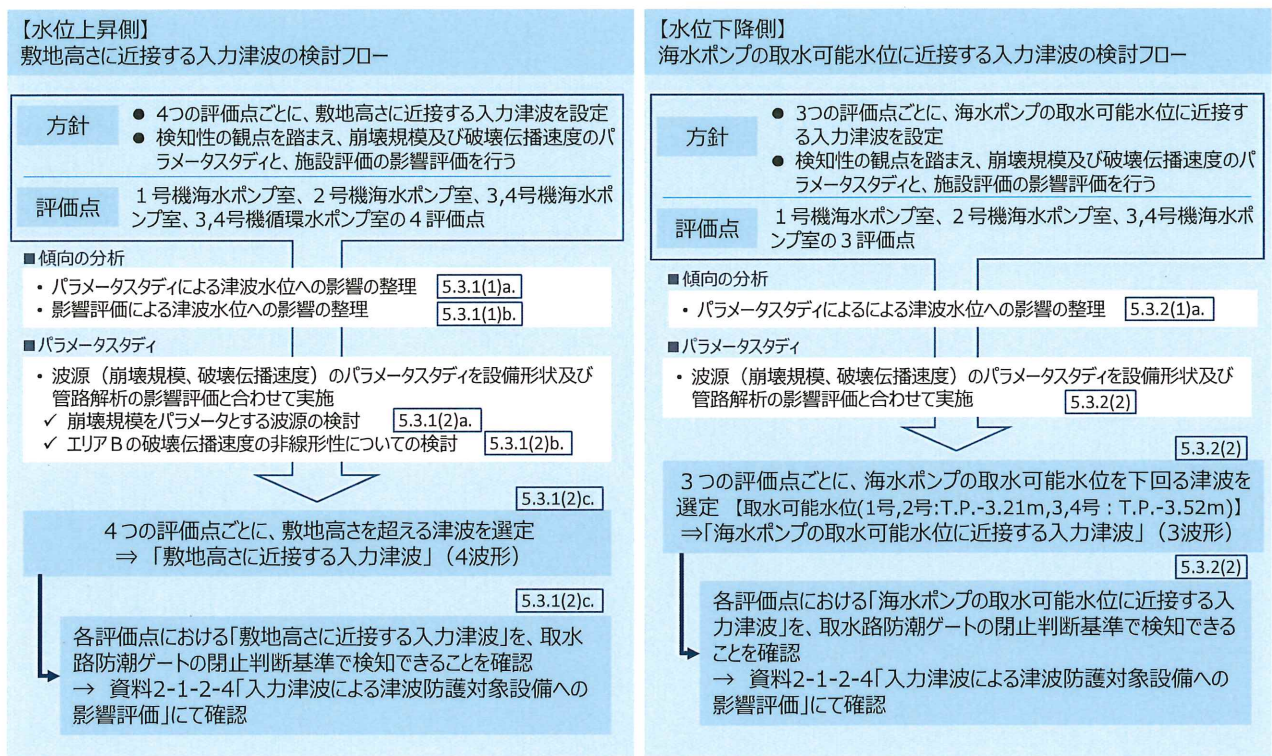 【水位上昇側】
敷地高さに近接する入力津波の検討フロー
方針
● 4つの評価点ごとに、敷地高さに近接する入力津波を設定
● 検知性の観点を踏まえ、崩壊規模及び破壊伝播速度のパ
ラメータスタディと、施設評価の影響評価を行う
評価点
１号機海水ポンプ室、２号機海水ポンプ室、3,4号機海水ポ
ンプ室、3,4号機循環水ポンプ室の４評価点
■傾向の分析
・ パラメータスタディによる津波水位への影響の整理 5.3.1(1)a.
・ 影響評価による津波水位への影響の整理 5.3.1(1)b.
■パラメータスタディ
・ 波源（崩壊規模、破壊伝播速度）のパラメータスタディを設備形状及び
管路解析の影響評価と合わせて実施
✓ 崩壊規模をパラメータとする波源の検討 5.3.1(2)a.
✓ エリアＢの破壊伝播速度の非線形性についての検討 5.3.1(2)b.
5.3.1(2)c.
４つの評価点ごとに、敷地高さを超える津波を選定
⇒ 「敷地高さに近接する入力津波」（4波形）
5.3.1(2)c.
各評価点における「敷地高さに近接する入力津波」を、取水
路防潮ゲートの閉止判断基準で検知できることを確認
→ 資料2-1-2-4「入力津波による津波防護対象設備への
影響評価」にて確認
【水位下降側】
海水ポンプの取水可能水位に近接する入力津波の検討フロー
方針
● 3つの評価点ごとに、海水ポンプの取水可能水位に近接す
る入力津波を設定
● 検知性の観点を踏まえ、崩壊規模及び破壊伝播速度のパ
ラメータスタディと、施設評価の影響評価を行う
評価点
１号機海水ポンプ室、２号機海水ポンプ室、3,4号機海水ポ
ンプ室の３評価点
■傾向の分析
・ パラメータスタディによるによる津波水位への影響の整理 5.3.2(1)a.
■パラメータスタディ
・ 波源（崩壊規模、破壊伝播速度）のパラメータスタディを設備形状及び
管路解析の影響評価と合わせて実施 5.3.2(2)
5.3.2(2)
３つの評価点ごとに、海水ポンプの取水可能水位を下回る津波を
選定 【取水可能水位(1号,2号:T.P.-3.21m,3,4号：T.P.-3.52m)】
⇒「海水ポンプの取水可能水位に近接する入力津波」（3波形）
5.3.2(2)
各評価点における「海水ポンプの取水可能水位に近接する入
力津波」を、取水路防潮ゲートの閉止判断基準で検知できる
ことを確認
→ 資料2-1-2-4「入力津波による津波防護対象設備への
影響評価」にて確認